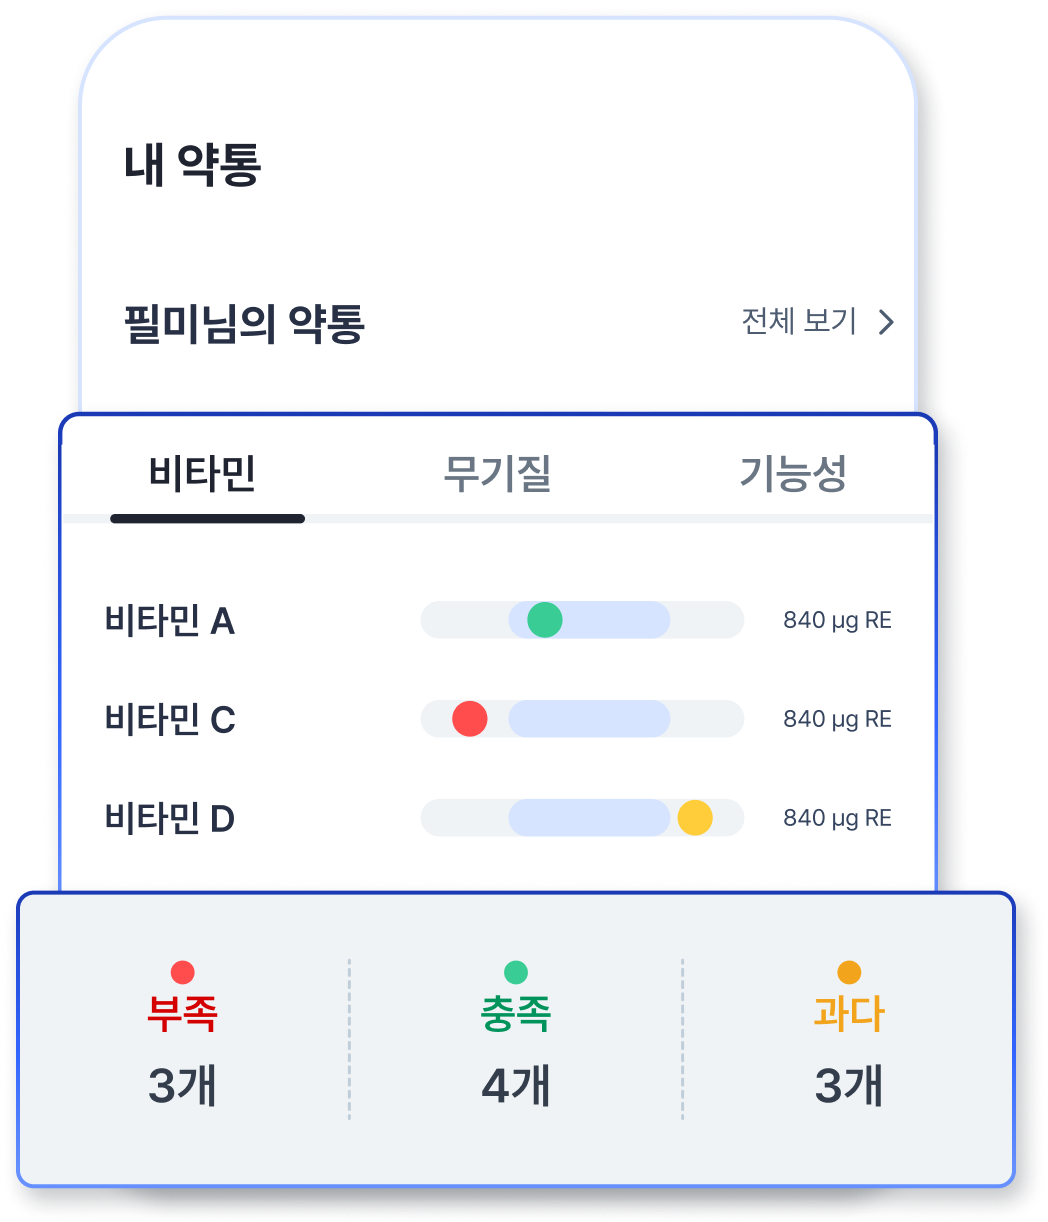 내 약통
필미님의 약통 전체 보기
비타민 무기질 기능성
비타민 A 840 µg RE
비타민 C 840 µg RE
비타민 D 840 µg RE
부족 충족 과다
3개 4개 3개